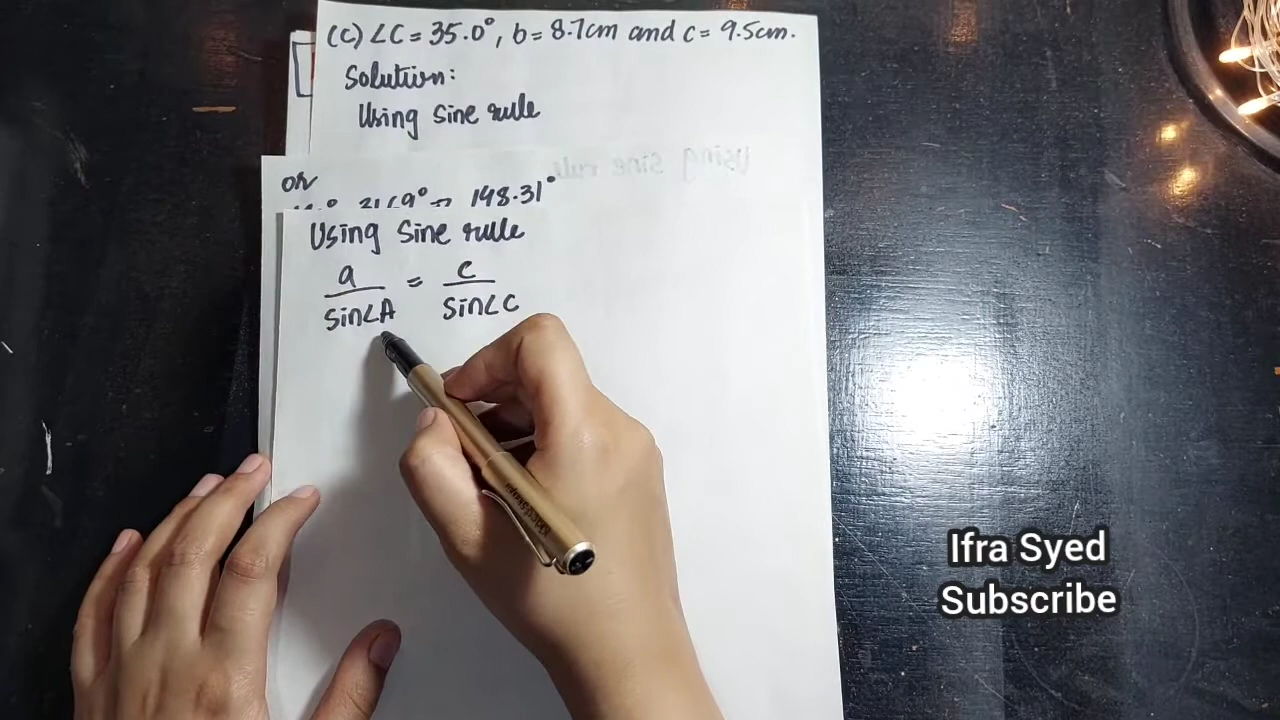 (C) ∠C = 35.0°, b = 8.7cm and c = 9.5cm.
Solution:
Using Sine rule
or
148.31°
Using Sine rule
a/sin∠A = c/sin∠C
Ifra Syed
Subscribe